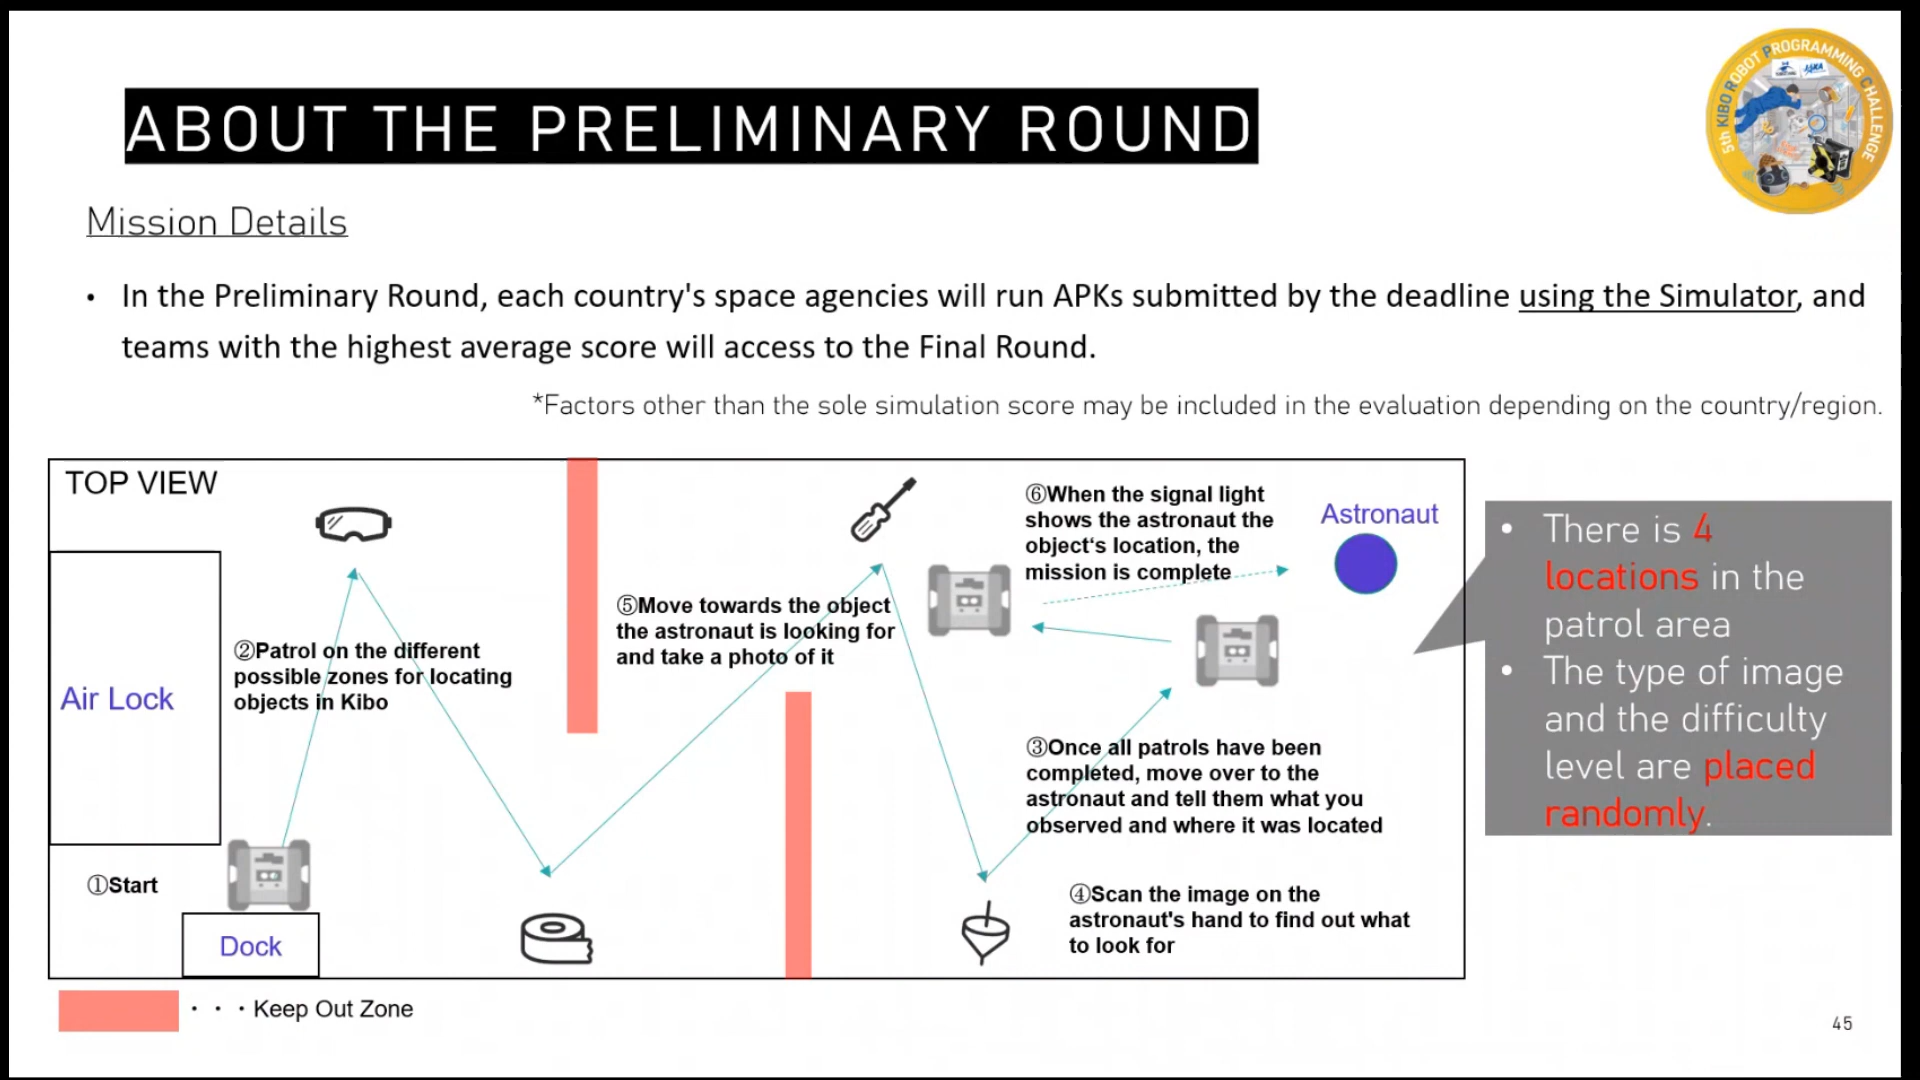 ABOUT THE PRELIMINARY ROUND
5th KIBO ROBOT PROGRAMMING CHALLENGE
Mission Details
• In the Preliminary Round, each country's space agencies will run APKs submitted by the deadline using the Simulator, and
teams with the highest average score will access to the Final Round.
*Factors other than the sole simulation score may be included in the evaluation depending on the country/region.
TOP VIEW
Air Lock
①Start
Dock
②Patrol on the different
possible zones for locating
objects in Kibo
⑤Move towards the object
the astronaut is looking for
and take a photo of it
⑥When the signal light
shows the astronaut the
object‘s location, the
mission is complete
Astronaut
③Once all patrols have been
completed, move over to the
astronaut and tell them what you
observed and where it was located
④Scan the image on the
astronaut's hand to find out what
to look for
• There is 4
locations in the
patrol area
• The type of image
and the difficulty
level are placed
randomly.
・・・Keep Out Zone
45